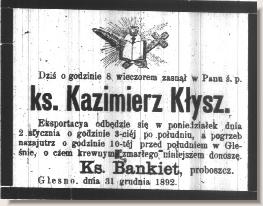 Dziś o godzinie 8. wieczorem zasnął w Panu ś. p.
ks. Kazimierz Kłysz.
Eksportacya odbędzie się w poniedziałek dnia
2 stycznia o godzinie 3-ciéj po południu, a pogrzeb
nazajutrz o godzinie 10-téj przed południem w Gle-
śnie, o czem krewnym zmarłego niniejszem donoszę.
Ks. Bankiet, proboszcz.
Glesno, dnia 31 grudnia 1892.